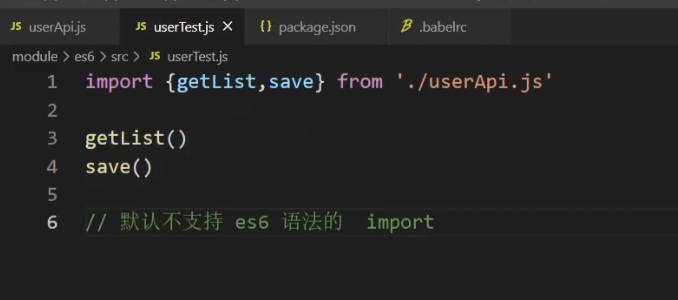 JS userApi.js JS userTest.js × {} package.json .babelrc
module > es6 > src > JS userTest.js
1 import {getList,save} from './userApi.js'
2
3 getList()
4 save()
5
6 // 默认不支持 es6 语法的 import